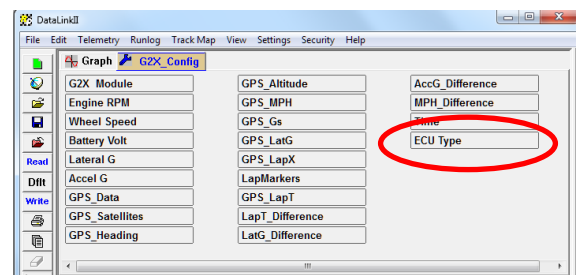 DataLinkII
File Edit Telemetry Runlog Track Map View Settings Security Help
Graph G2X_Config
G2X Module GPS_Altitude AccG_Difference
Engine RPM GPS_MPH MPH_Difference
Wheel Speed GPS_Gs Time
Battery Volt GPS_LatG ECU Type
Lateral G GPS_LapX
Read
Accel G LapMarkers
Dflt
GPS_Data GPS_LapT
Write
GPS_Satellites LapT_Difference
GPS_Heading LatG_Difference